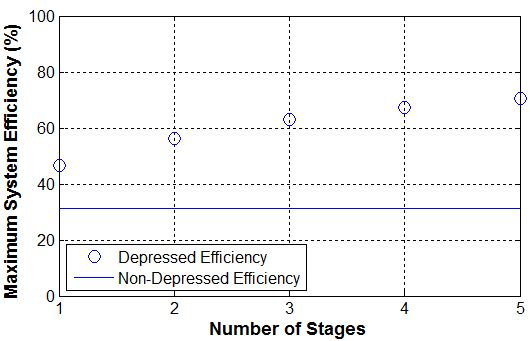 Maximum System Efficiency (%)
100
80
60
40
20
0
Depressed Efficiency
Non-Depressed Efficiency
1 2 3 4 5
Number of Stages